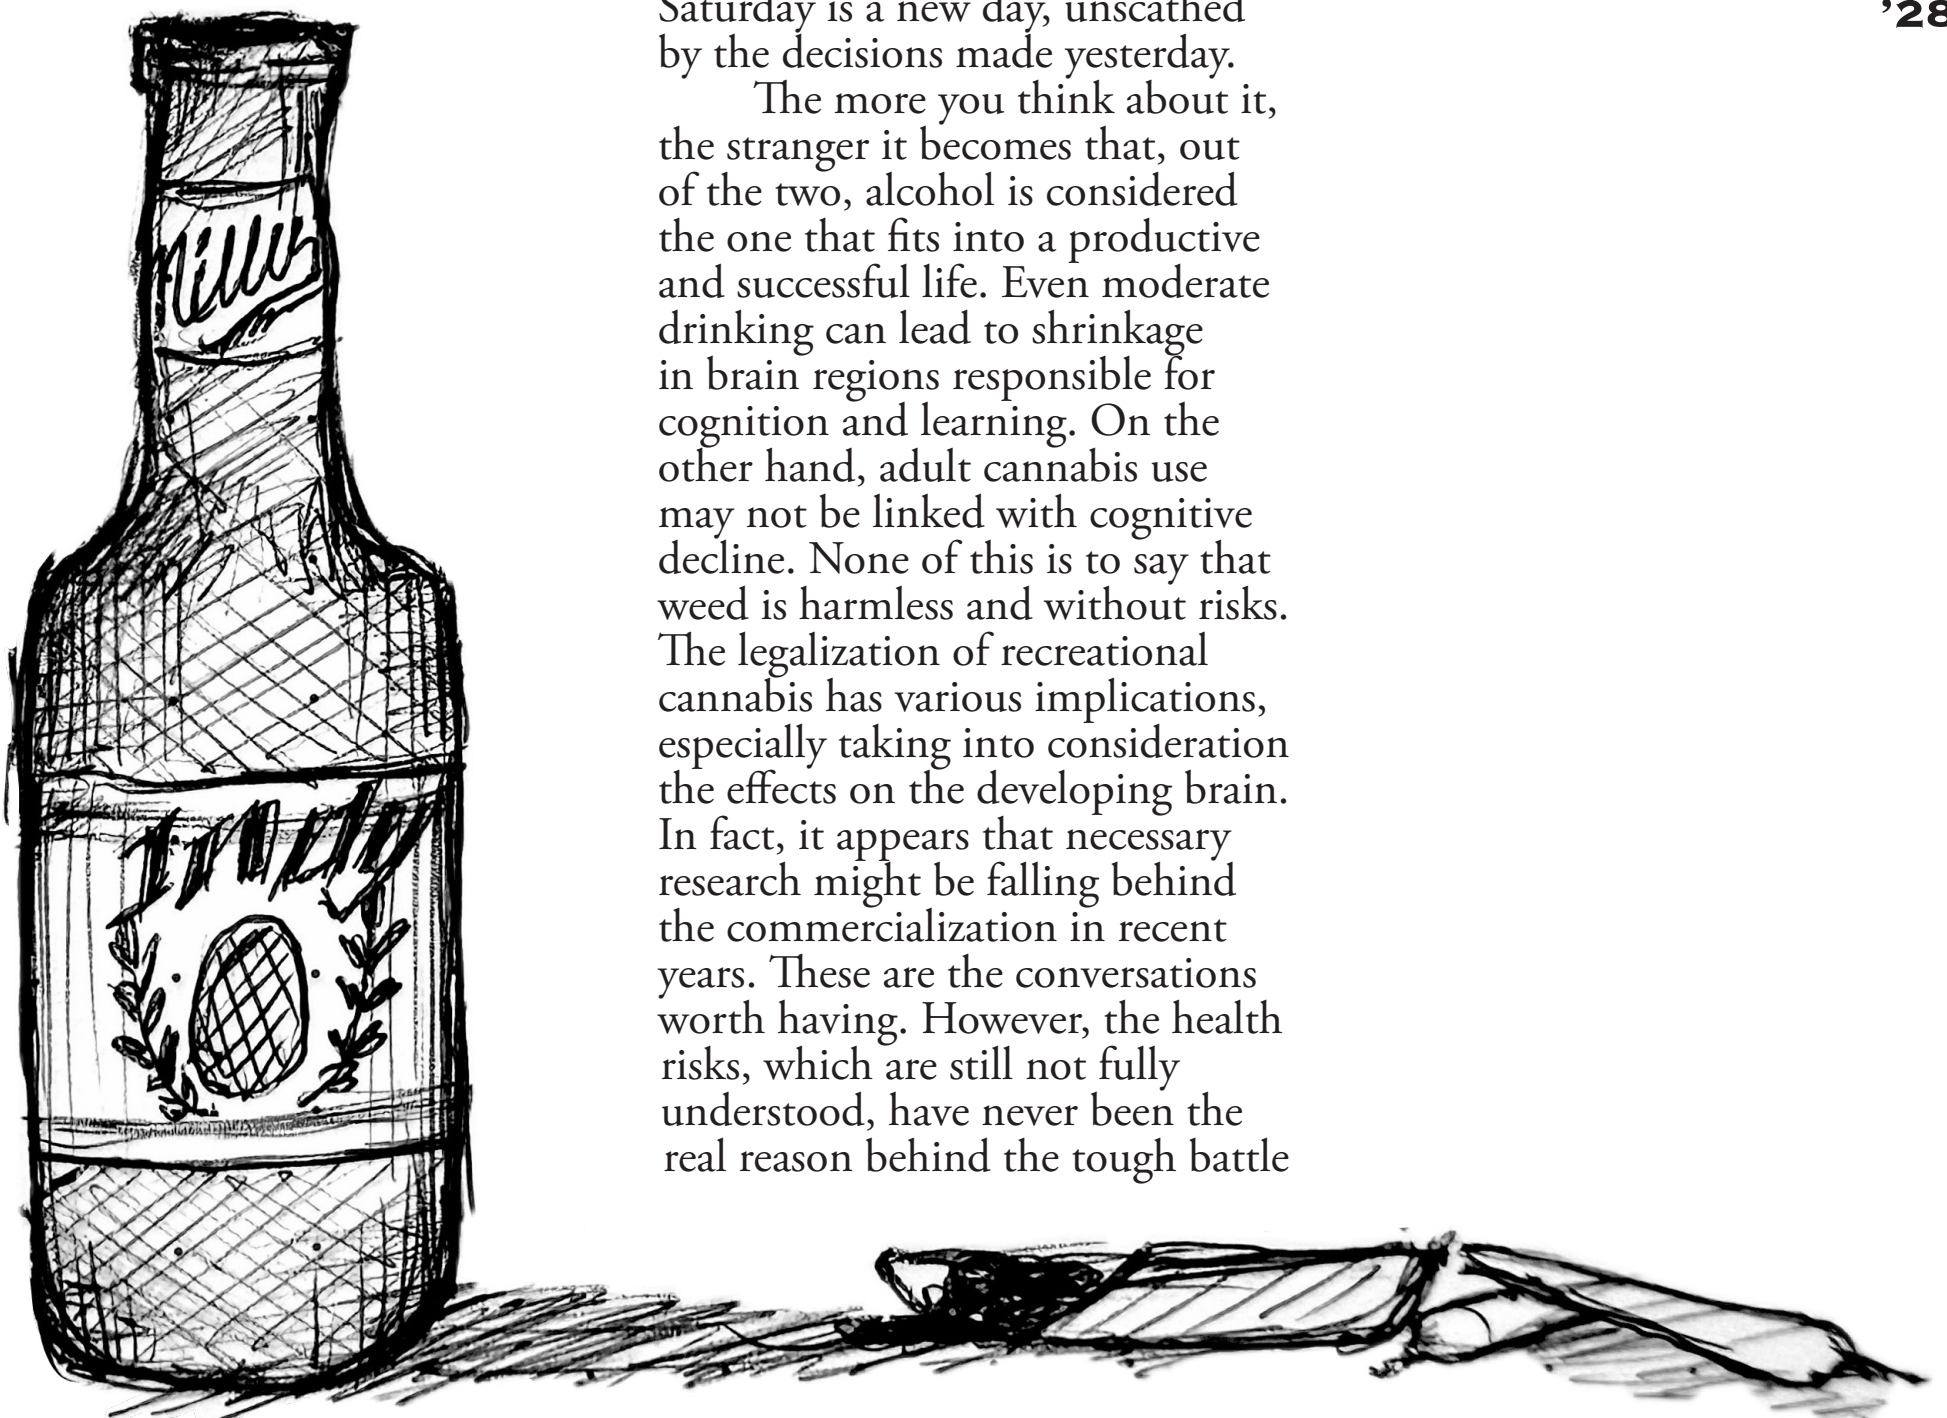 Saturday is a new day, unscathed
by the decisions made yesterday.
The more you think about it,
the stranger it becomes that, out
of the two, alcohol is considered
the one that fits into a productive
and successful life. Even moderate
drinking can lead to shrinkage
in brain regions responsible for
cognition and learning. On the
other hand, adult cannabis use
may not be linked with cognitive
decline. None of this is to say that
weed is harmless and without risks.
The legalization of recreational
cannabis has various implications,
especially taking into consideration
the effects on the developing brain.
In fact, it appears that necessary
research might be falling behind
the commercialization in recent
years. These are the conversations
worth having. However, the health
risks, which are still not fully
understood, have never been the
real reason behind the tough battle
’28